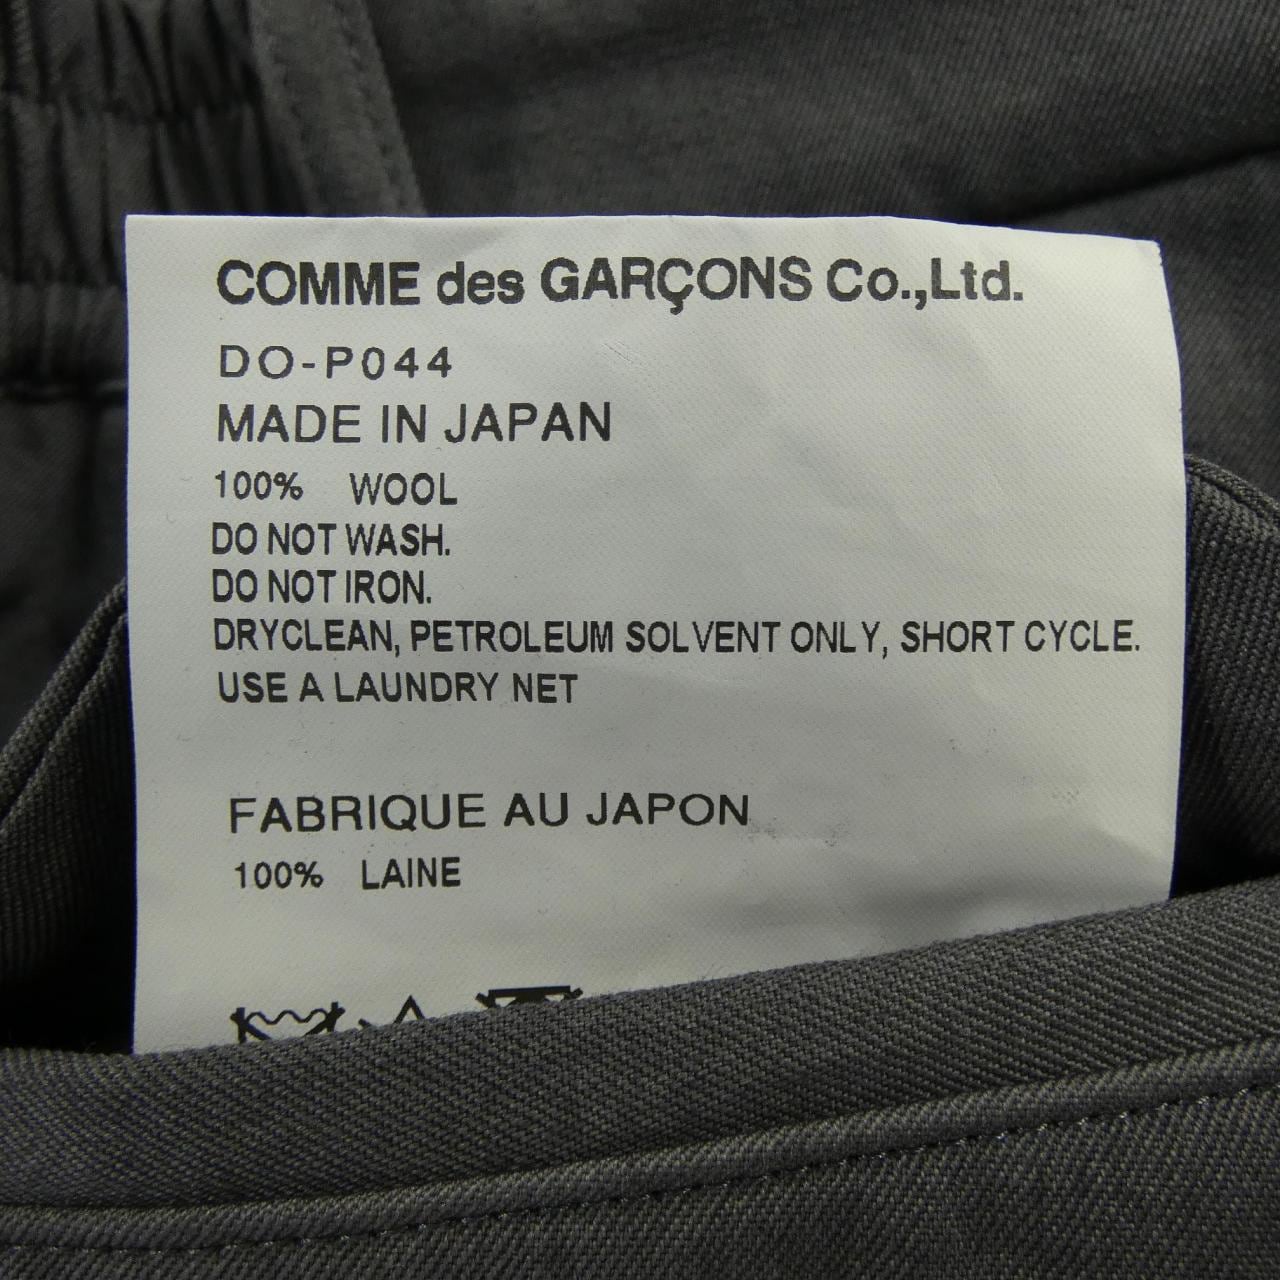 COMME des GARÇONS Co.,Ltd.
DO-P044
MADE IN JAPAN
100% WOOL
DO NOT WASH.
DO NOT IRON.
DRYCLEAN, PETROLEUM SOLVENT ONLY, SHORT CYCLE.
USE A LAUNDRY NET
FABRIQUE AU JAPON
100% LAINE